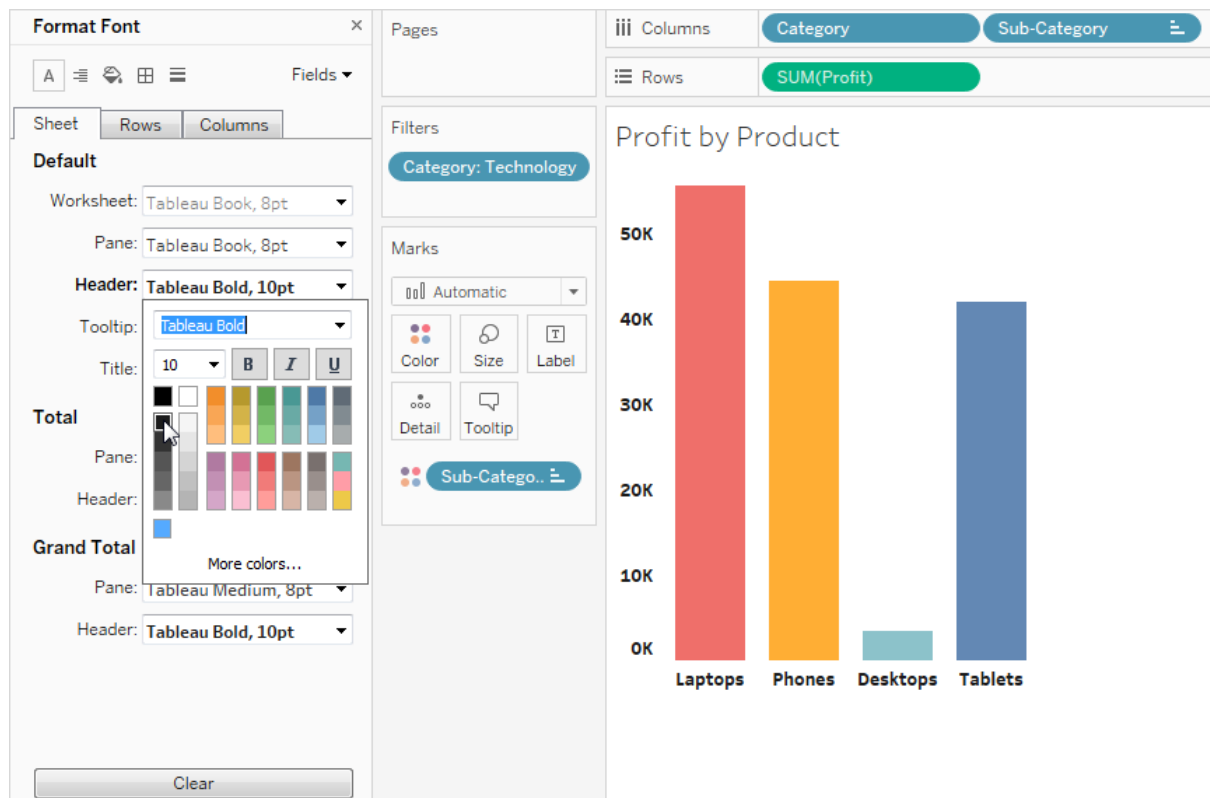 Format Font ×
A Fields
Sheet Rows Columns
Default
Worksheet: Tableau Book, 8pt
Pane: Tableau Book, 8pt
Header: Tableau Bold, 10pt
Tooltip: Tableau Bold
Title: 10 B I U
Total
Pane:
Header:
More colors...
Grand Total
Pane: Tableau Medium, 8pt
Header: Tableau Bold, 10pt
Clear
Pages
Filters
Category: Technology
Marks
Automatic
Color Size T Label
Detail Tooltip
Sub-Catego..
Columns Category Sub-Category
Rows SUM(Profit)
Profit by Product
50K
40K
30K
20K
10K
0K
Laptops Phones Desktops Tablets